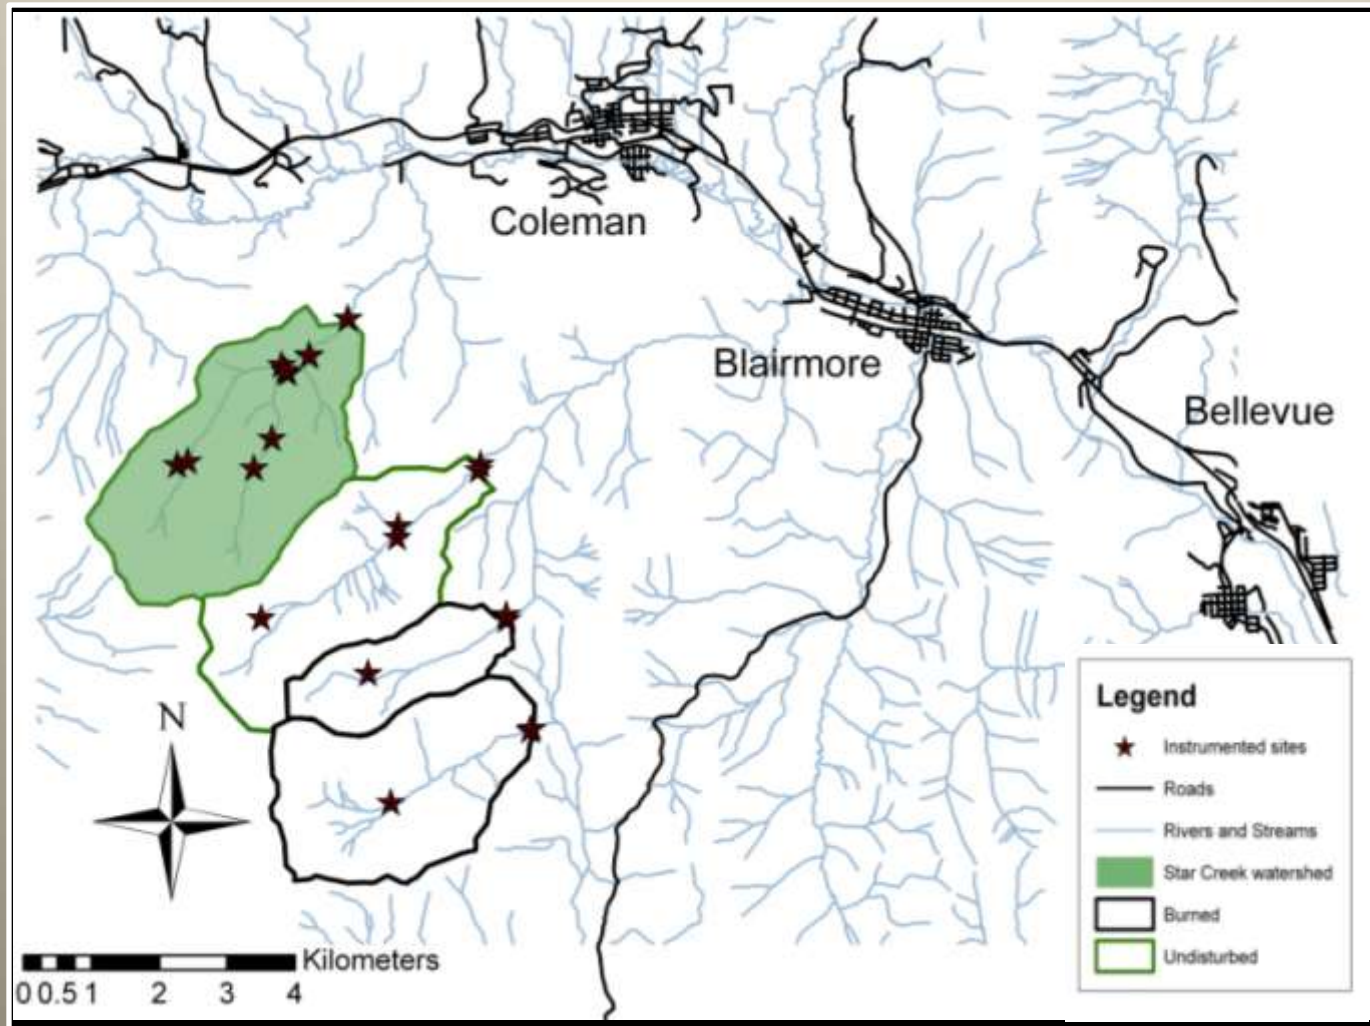 Coleman
Blairmore
Bellevue
N
Legend
Instrumented sites
Roads
Rivers and Streams
Star Creek watershed
Burned
Undisturbed
Kilometers
0 0.5 1 2 3 4